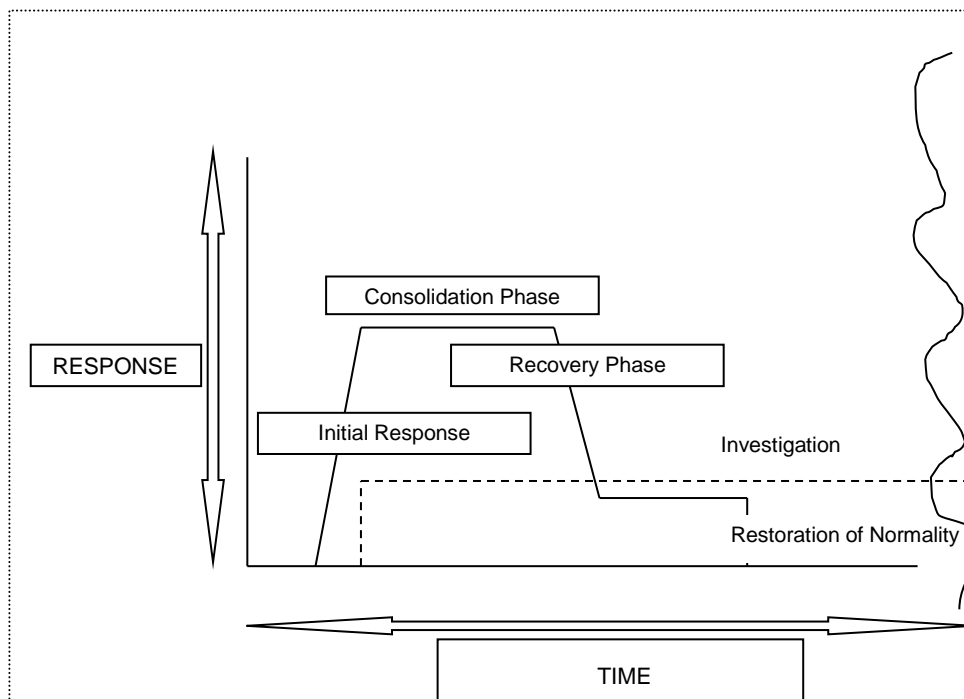 Consolidation Phase
RESPONSE
Recovery Phase
Initial Response
Investigation
Restoration of Normality
TIME